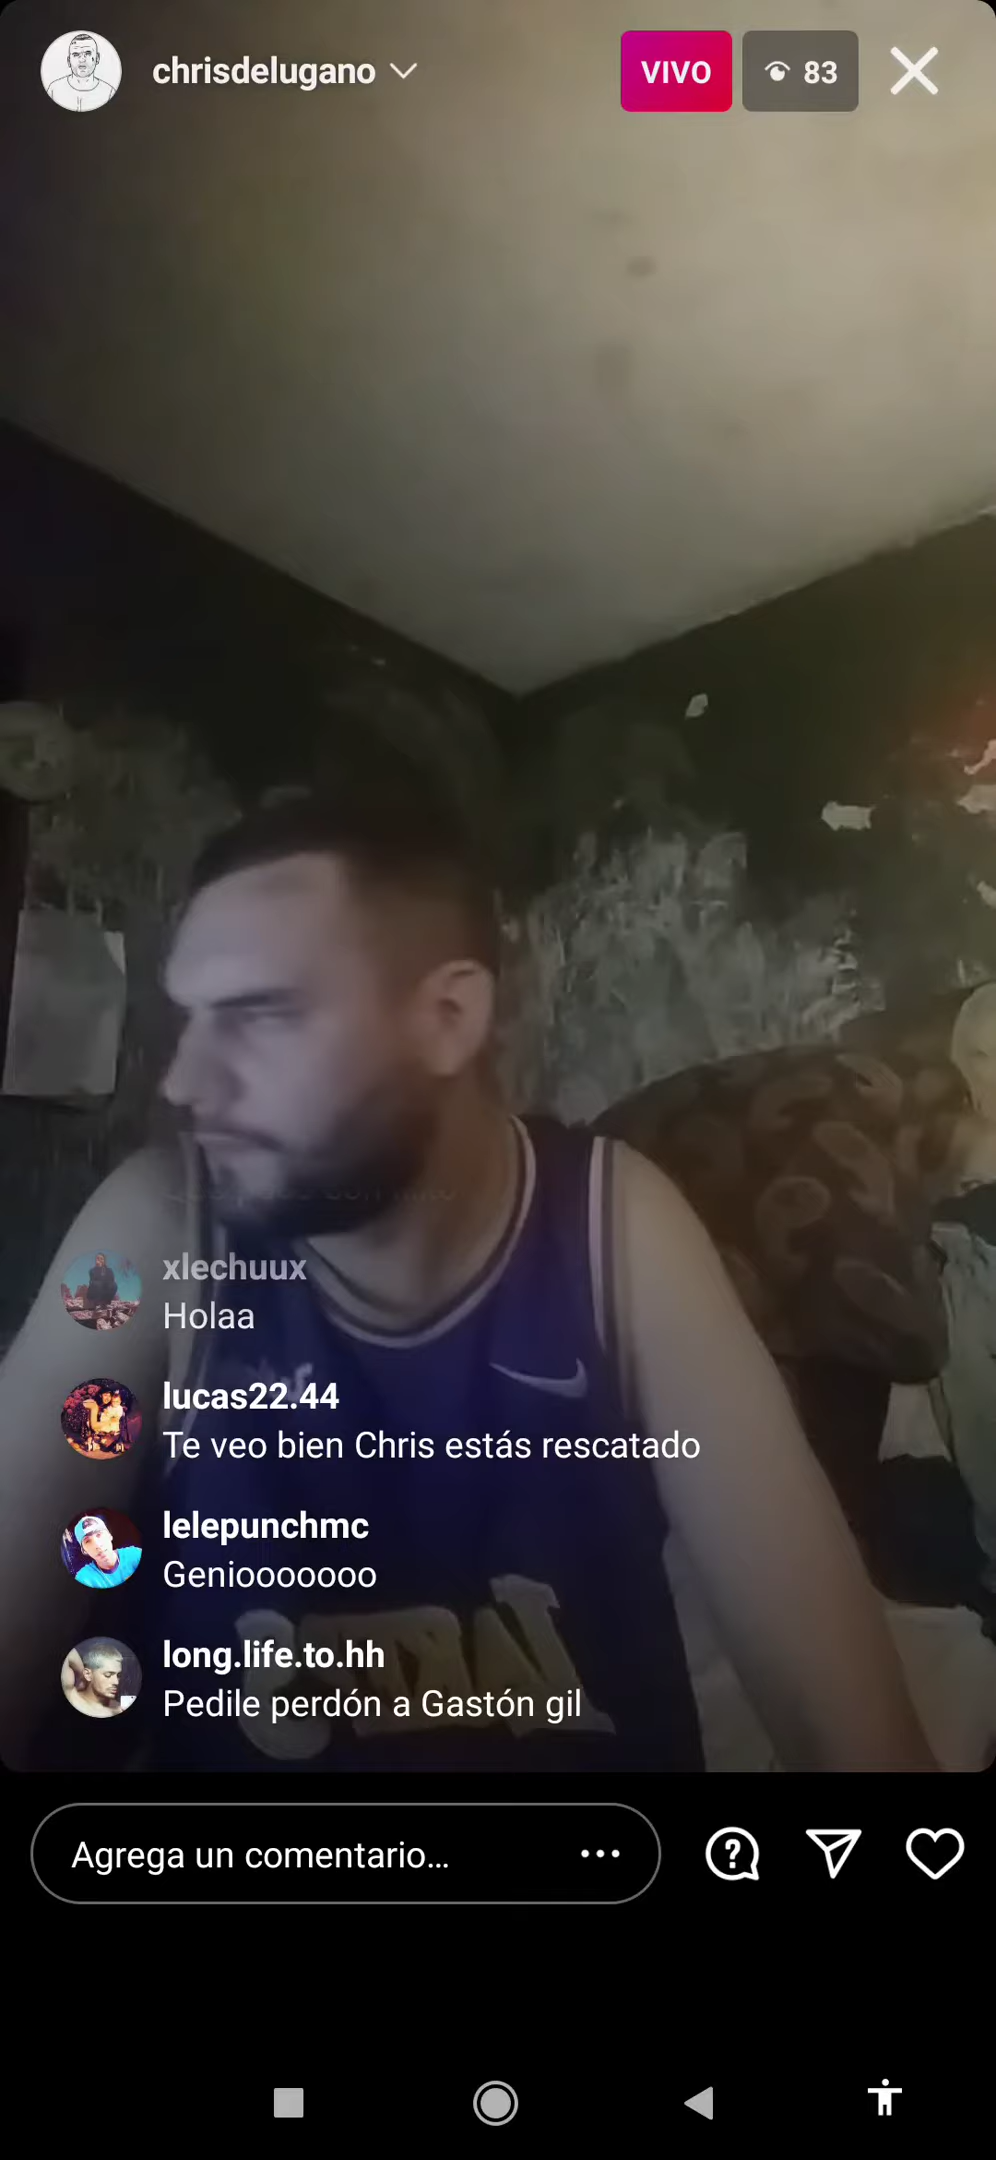 chrisdelugano
VIVO
83
xlechuux
Holaa
lucas22.44
Te veo bien Chris estás rescatado
lelepunchmc
Geniooooooo
long.life.to.hh
Pedile perdón a Gastón gil
Agrega un comentario...